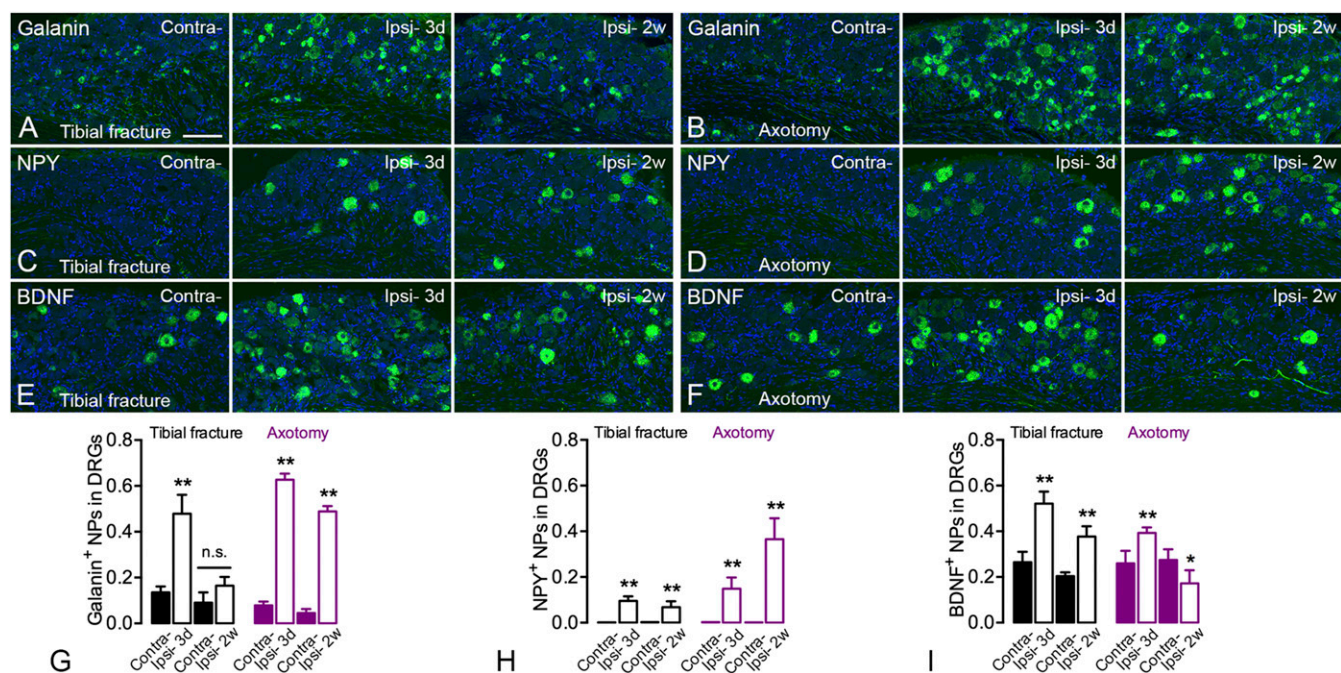 Galanin Contra- Ipsi- 3d Ipsi- 2w Galanin Contra- Ipsi- 3d Ipsi- 2w
A Tibial fracture B Axotomy
NPY Contra- Ipsi- 3d Ipsi- 2w NPY Contra- Ipsi- 3d Ipsi- 2w
C Tibial fracture D Axotomy
BDNF Contra- Ipsi- 3d Ipsi- 2w BDNF Contra- Ipsi- 3d Ipsi- 2w
E Tibial fracture F Axotomy
Galanin⁺ NPs in DRGs
Tibial fracture Axotomy
0.8
0.6
0.4
0.2
0.0
** n.s. ** **
Contra- Ipsi- 3d Contra- Ipsi- 2w Contra- Ipsi- 3d Contra- Ipsi- 2w
G
NPY⁺ NPs in DRGs
Tibial fracture Axotomy
0.8
0.6
0.4
0.2
0.0
** ** ** **
Contra- Ipsi- 3d Contra- Ipsi- 2w Contra- Ipsi- 3d Contra- Ipsi- 2w
H
BDNF⁺ NPs in DRGs
Tibial fracture Axotomy
0.8
0.6
0.4
0.2
0.0
** ** ** *
Contra- Ipsi- 3d Contra- Ipsi- 2w Contra- Ipsi- 3d Contra- Ipsi- 2w
I